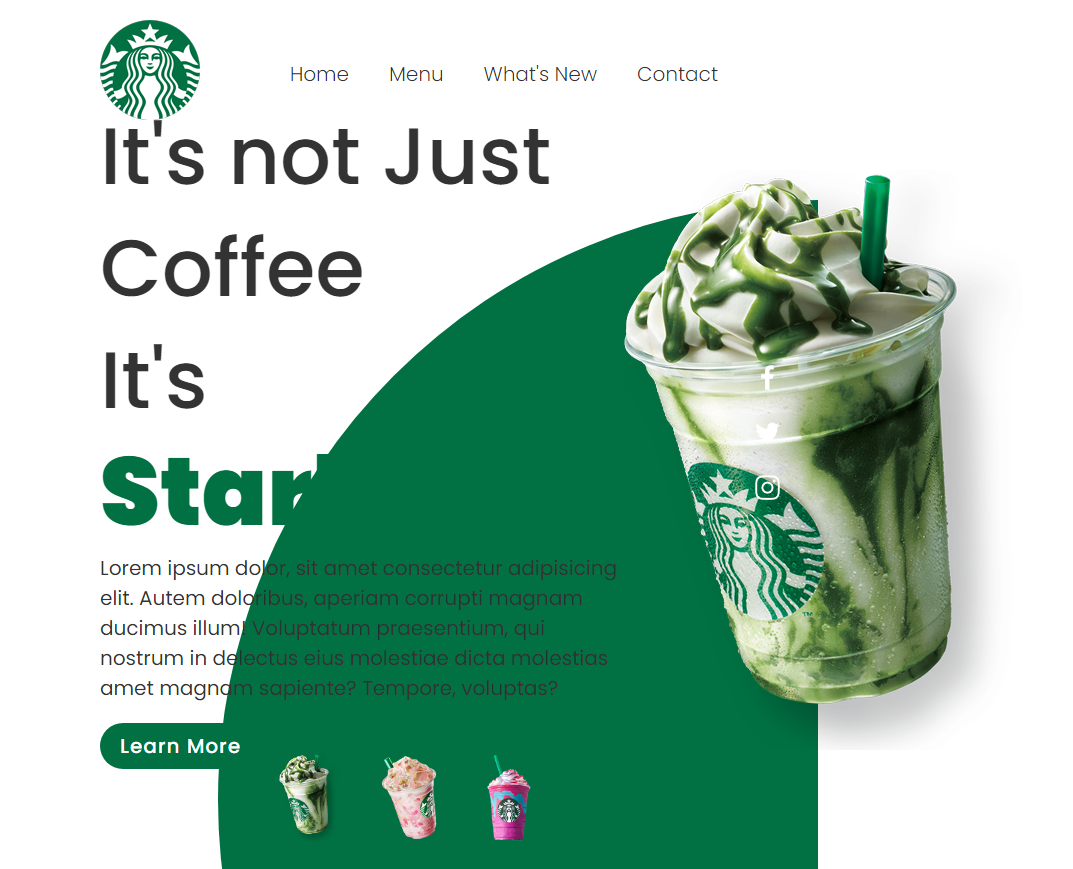 Home Menu What's New Contact
It's not Just
Coffee
It's
Star
Lorem ipsum dolor, sit amet consectetur adipisicing
elit. Autem doloribus, aperiam corrupti magnam
ducimus illum! Voluptatum praesentium, qui
nostrum in delectus eius molestiae dicta molestias
amet magnam sapiente? Tempore, voluptas?
Learn More
TM